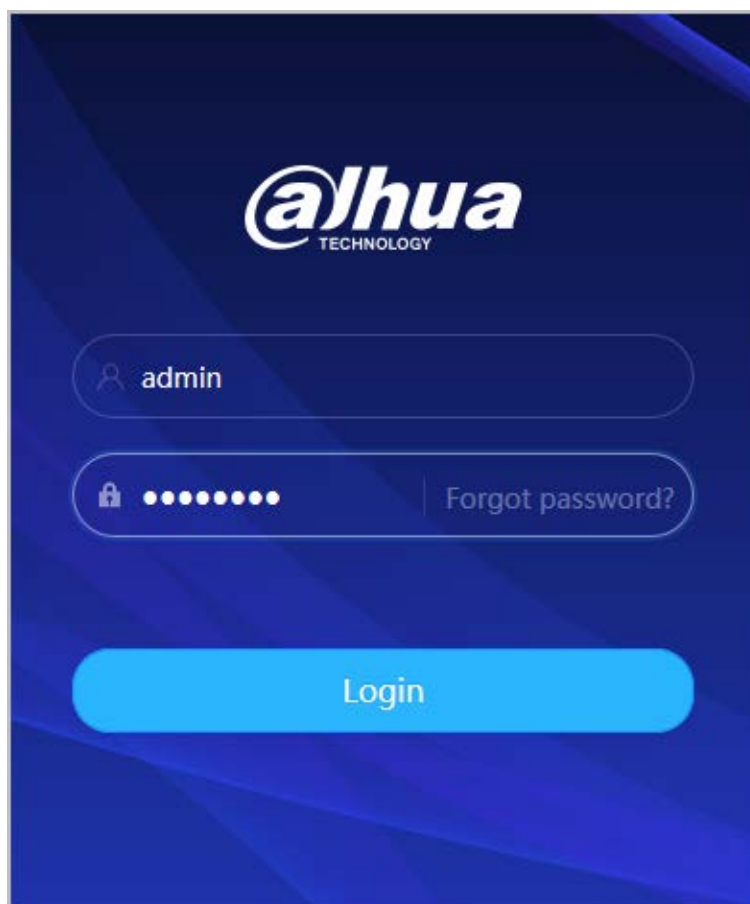 alhua
TECHNOLOGY
admin
●●●●●●●●
Forgot password?
Login